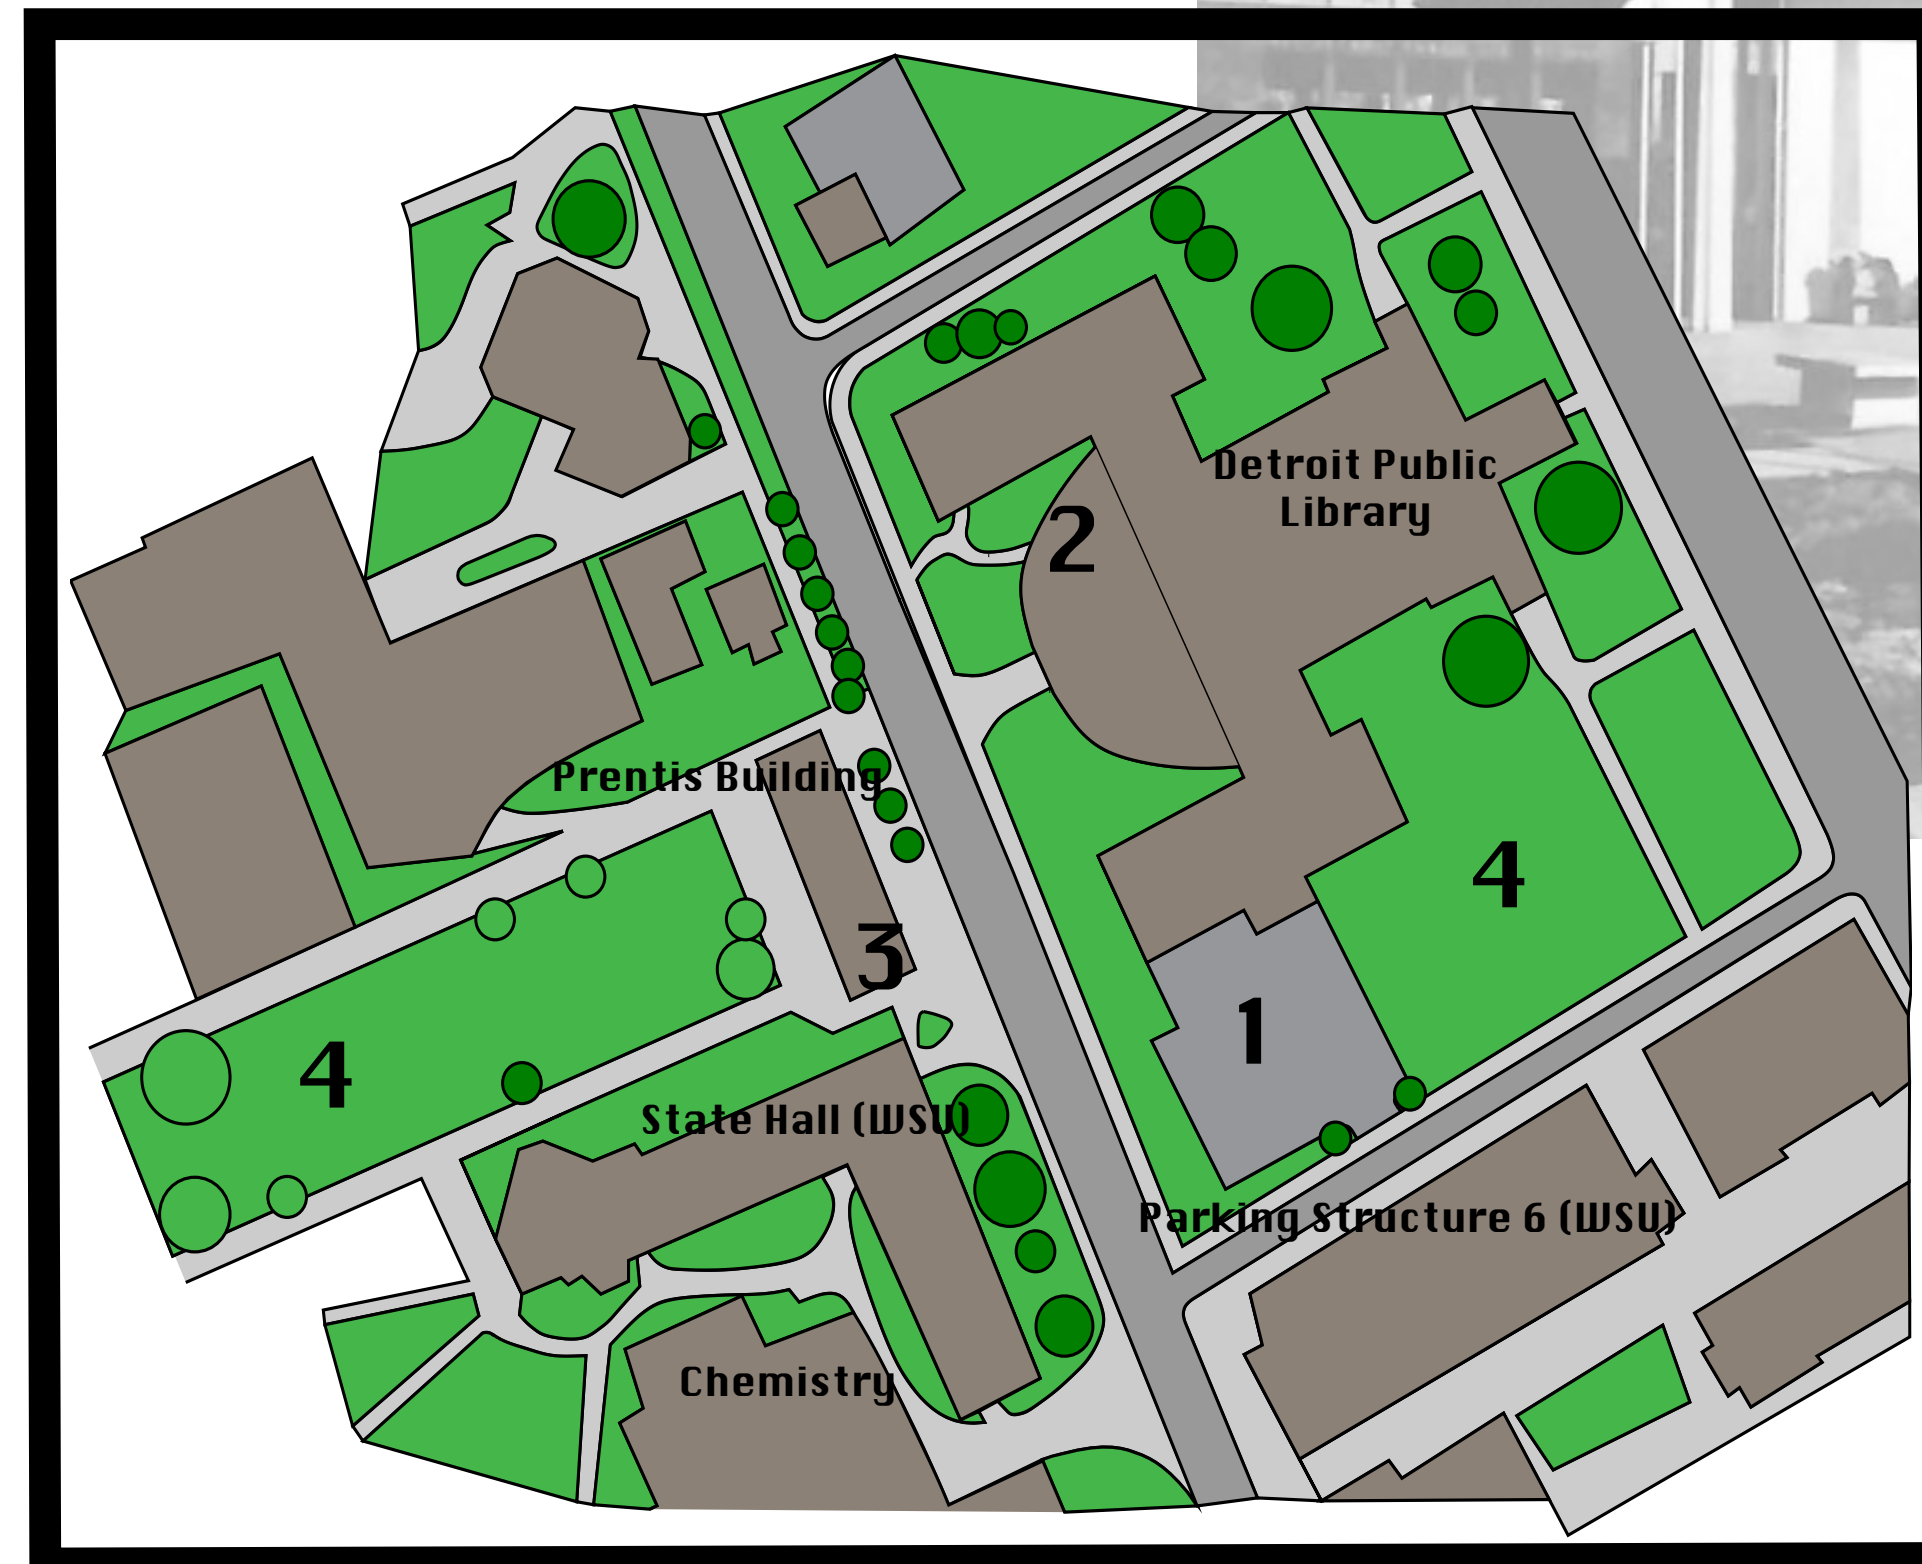 Detroit Public
Library
2
Prentis Building
4
3
1
4
State Hall (WSU)
Parking Structure 6 (WSU)
Chemistry